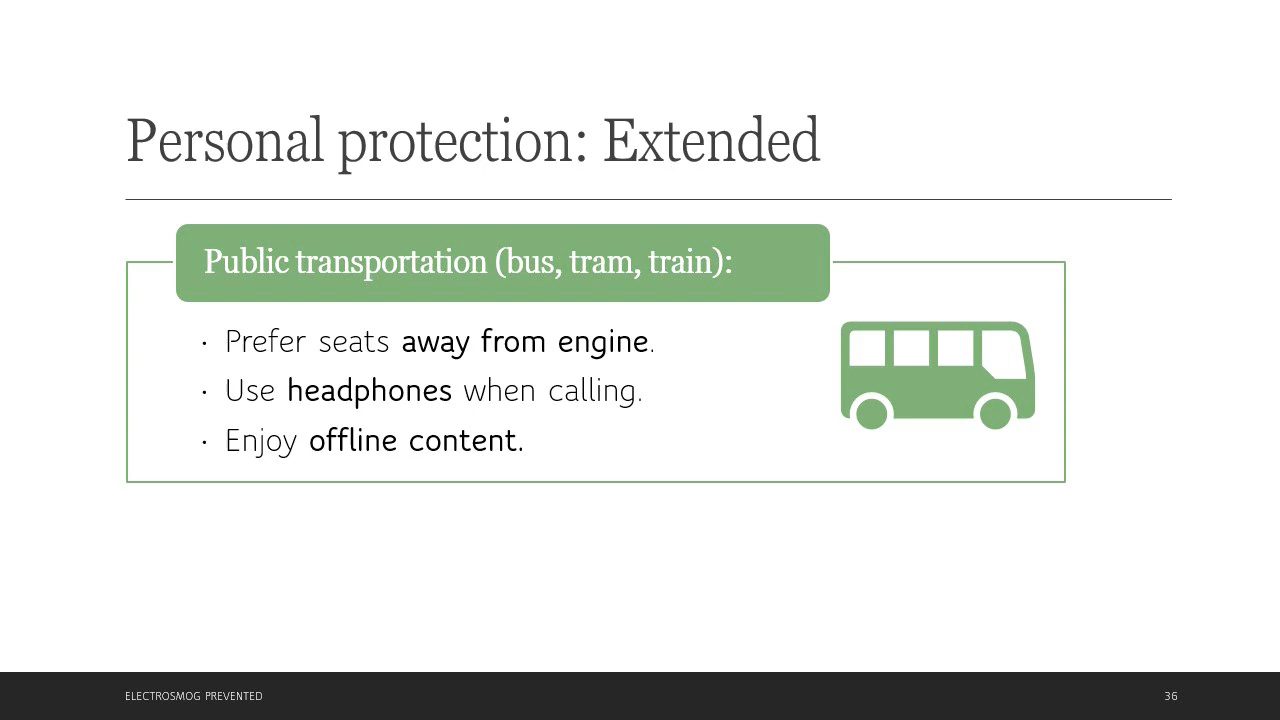 Personal protection: Extended
Public transportation (bus, tram, train):
· Prefer seats away from engine.
· Use headphones when calling.
· Enjoy offline content.
ELECTROSMOG PREVENTED
36